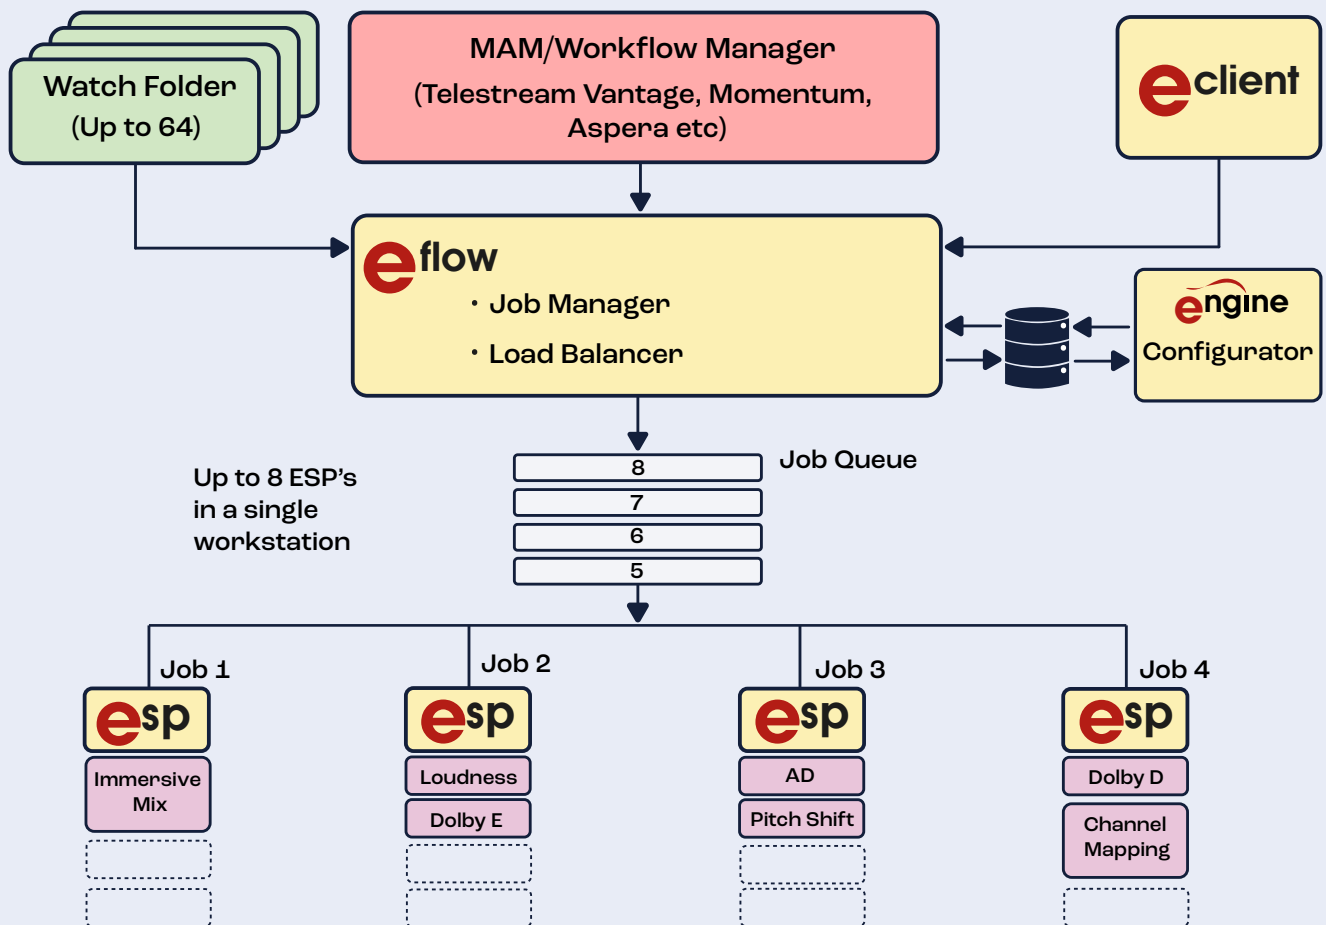 Watch Folder
(Up to 64)
MAM/Workflow Manager
(Telestream Vantage, Momentum,
Aspera etc)
eclient
eflow
· Job Manager
· Load Balancer
engine
Configurator
Up to 8 ESP’s
in a single
workstation
Job Queue
8
7
6
5
Job 1
Job 2
Job 3
Job 4
esp
esp
esp
esp
Immersive
Mix
Loudness
Dolby E
AD
Pitch Shift
Dolby D
Channel
Mapping